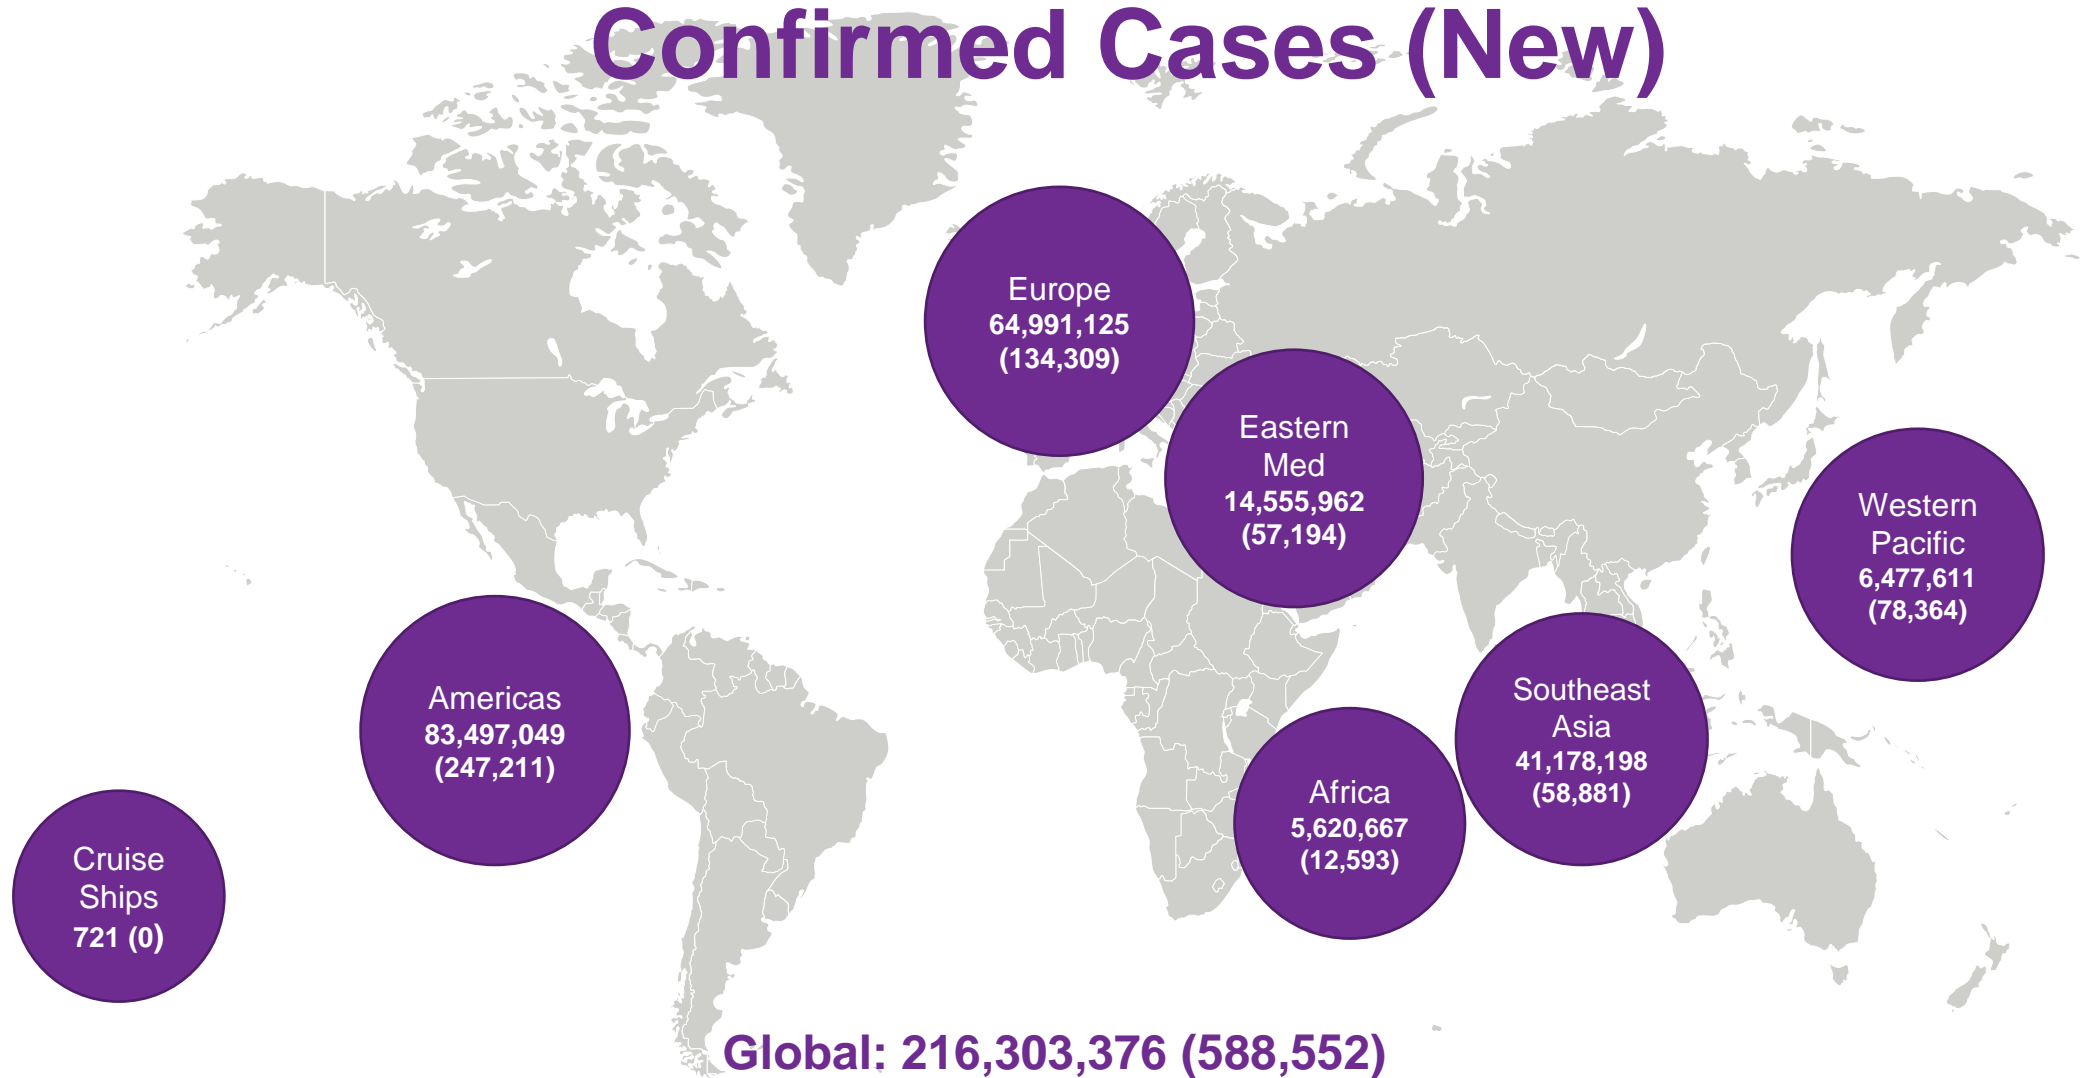 Confirmed Cases (New)
Europe
64,991,125
(134,309)
Eastern
Med
14,555,962
(57,194)
Western
Pacific
6,477,611
(78,364)
Americas
83,497,049
(247,211)
Southeast
Asia
41,178,198
(58,881)
Africa
5,620,667
(12,593)
Cruise
Ships
721 (0)
Global: 216,303,376 (588,552)